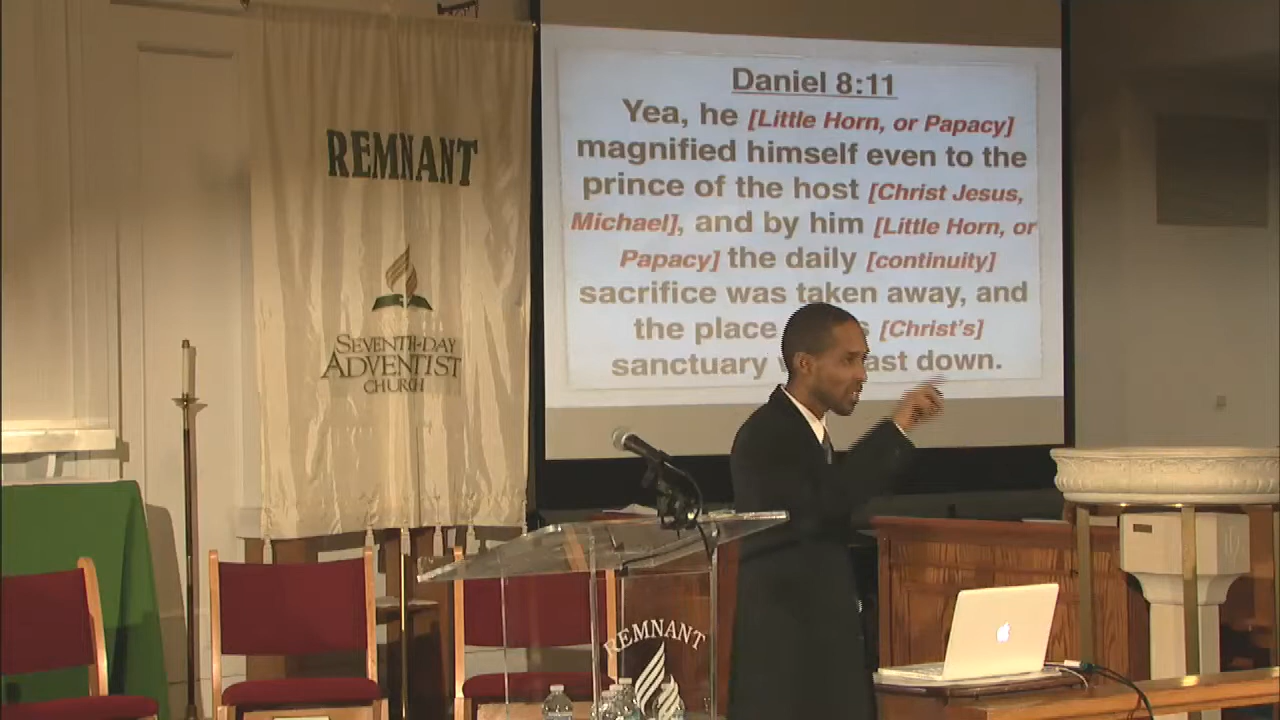 Daniel 8:11
Yea, he [Little Horn, or Papacy]
magnified himself even to the
prince of the host [Christ Jesus,
Michael], and by him [Little Horn, or
Papacy] the daily [continuity]
sacrifice was taken away, and
the place [Christ's]
sanctuary cast down.
REMNANT
SEVENTH-DAY
ADVENTIST
CHURCH
REMNANT